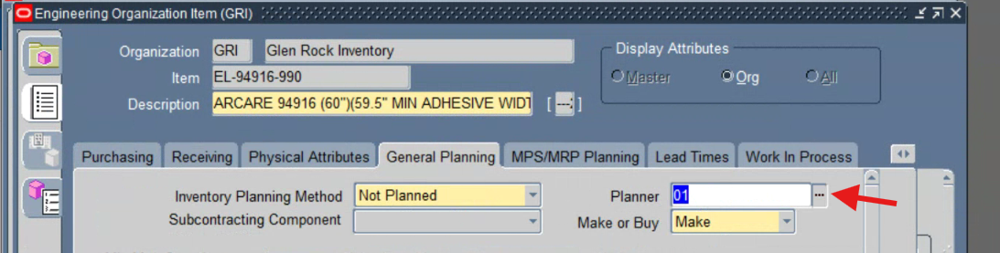 Engineering Organization Item (GRI)
Organization GRI Glen Rock Inventory
Display Attributes
Item EL-94916-990
Master Org All
Description ARCARE 94916 (60")(59.5" MIN ADHESIVE WIDT [ ]
Purchasing Receiving Physical Attributes General Planning MPS/MRP Planning Lead Times Work In Process
Inventory Planning Method Not Planned Planner 01 ...
Subcontracting Component Make or Buy Make